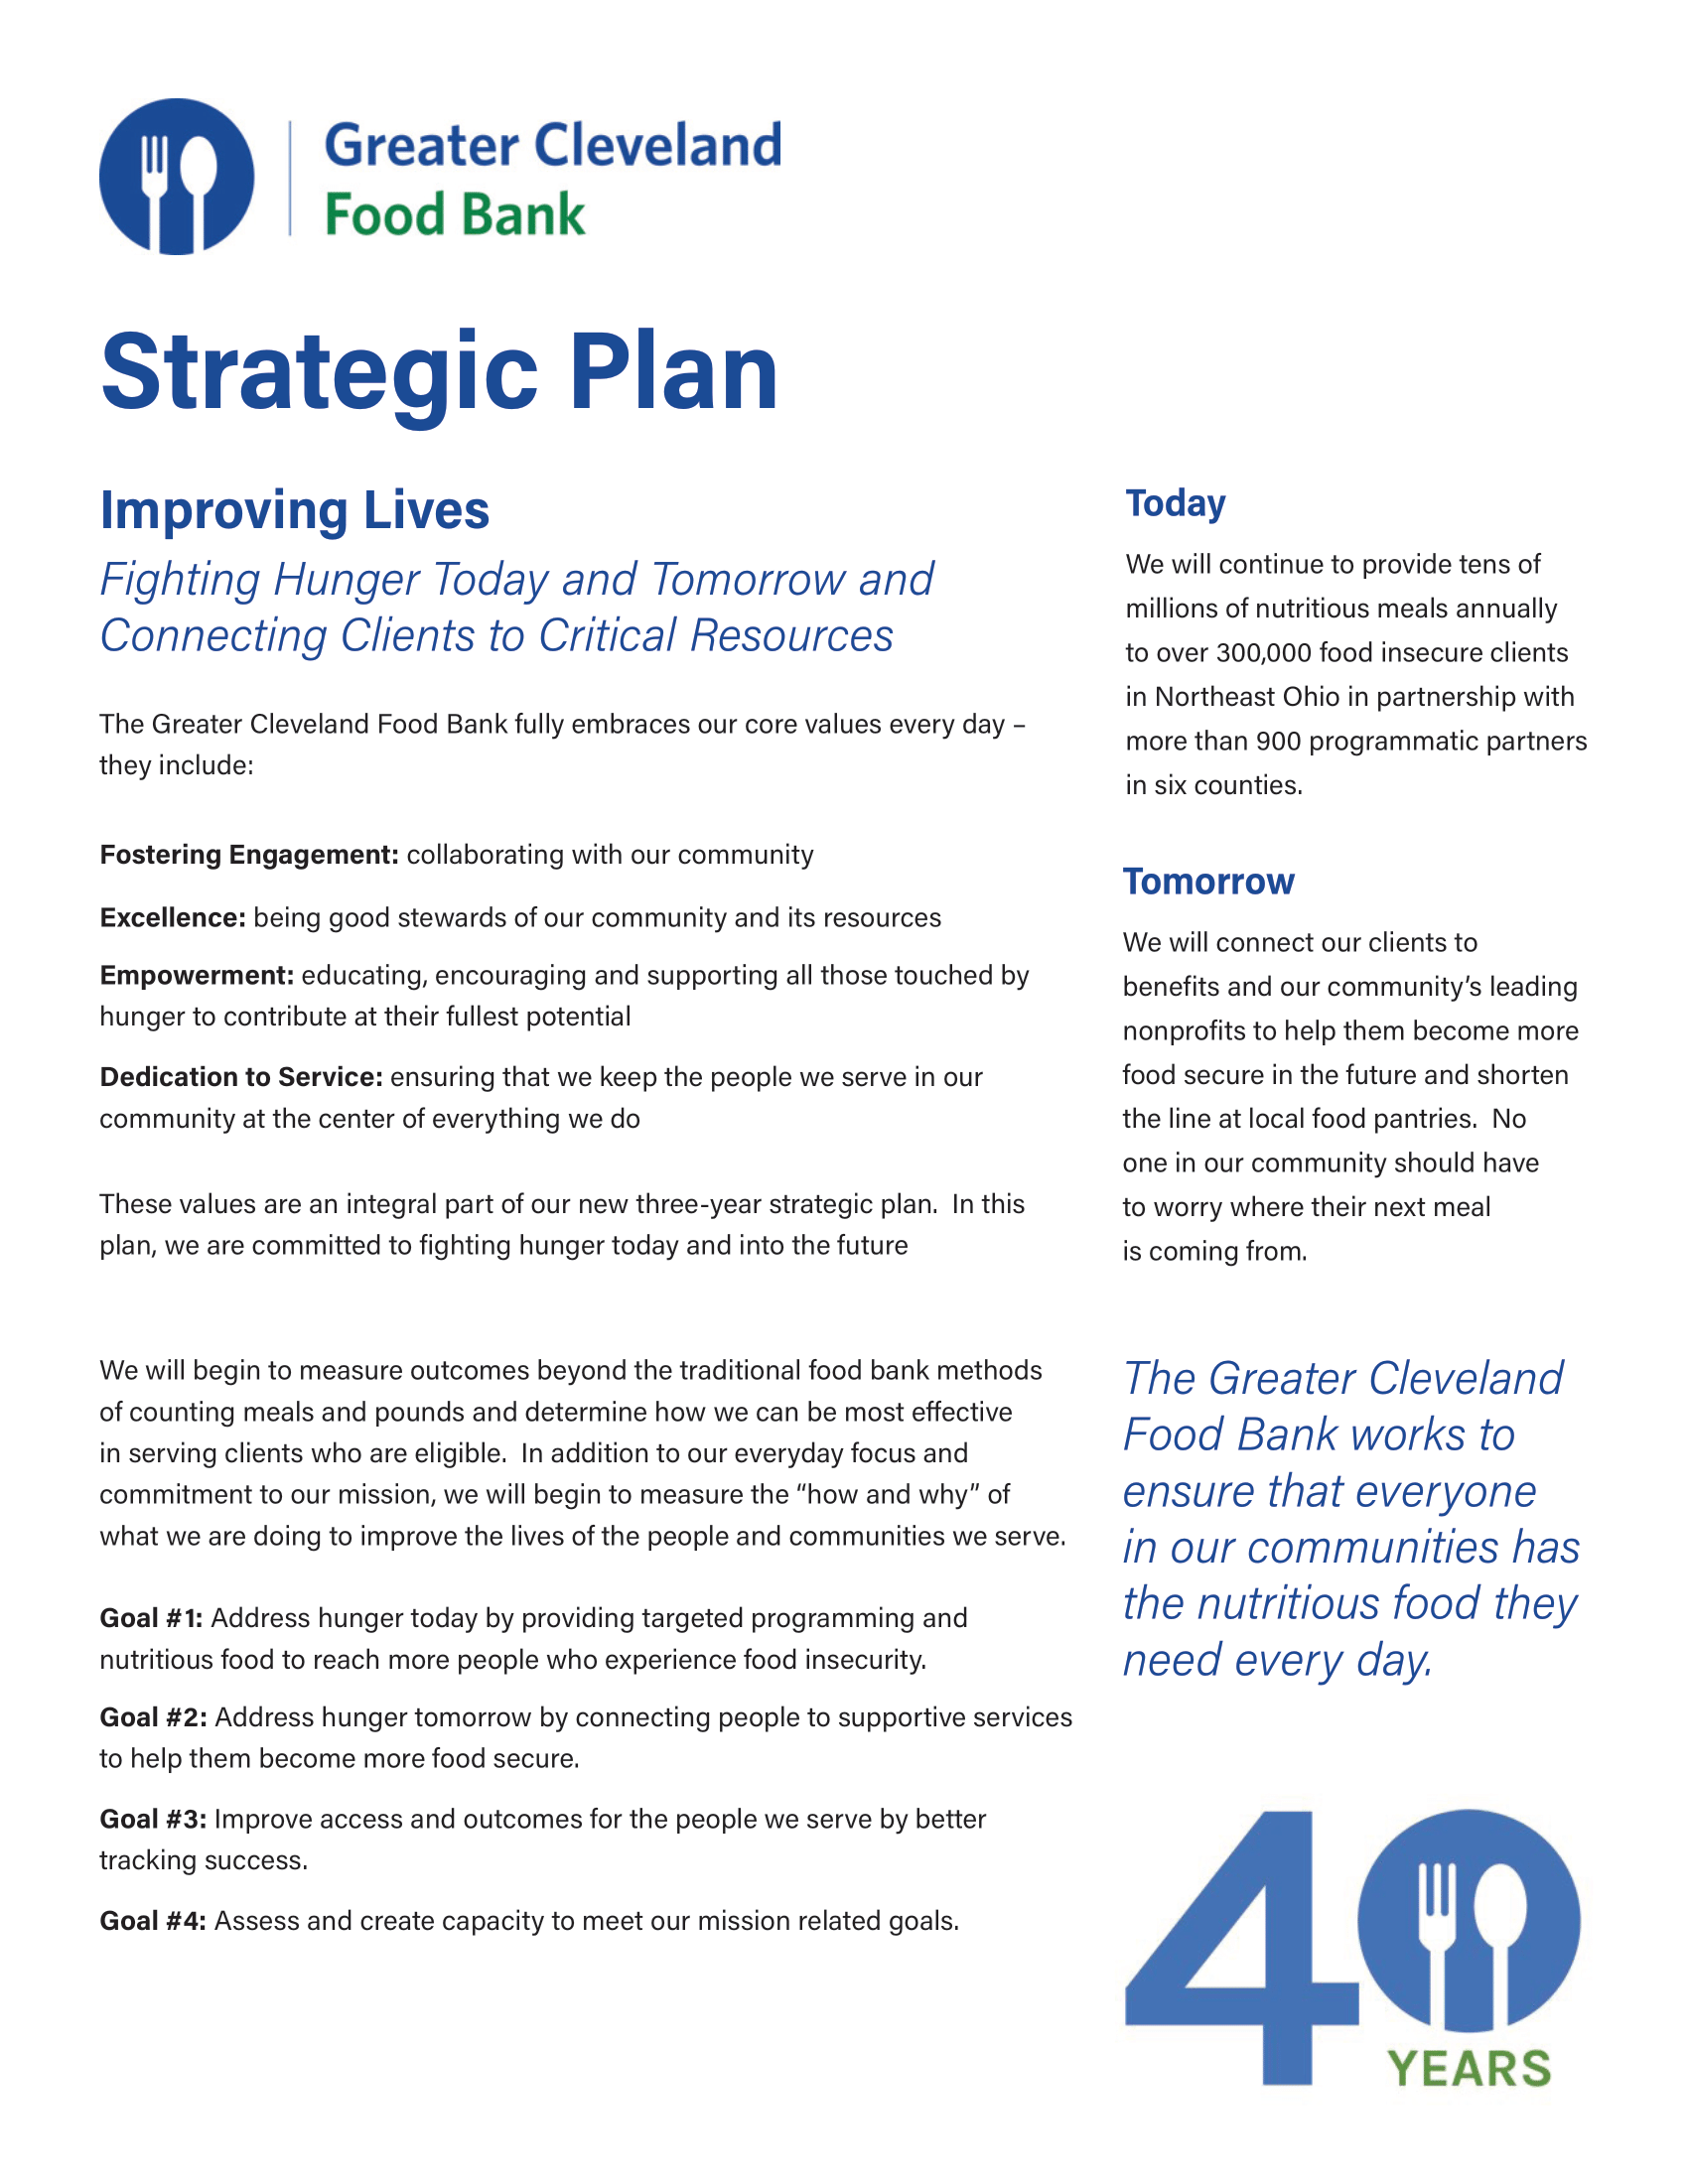 Greater Cleveland
Food Bank
Strategic Plan
Improving Lives
Fighting Hunger Today and Tomorrow and
Connecting Clients to Critical Resources
The Greater Cleveland Food Bank fully embraces our core values every day –
they include:
Fostering Engagement: collaborating with our community
Excellence: being good stewards of our community and its resources
Empowerment: educating, encouraging and supporting all those touched by
hunger to contribute at their fullest potential
Dedication to Service: ensuring that we keep the people we serve in our
community at the center of everything we do
These values are an integral part of our new three-year strategic plan.  In this
plan, we are committed to fighting hunger today and into the future
We will begin to measure outcomes beyond the traditional food bank methods
of counting meals and pounds and determine how we can be most effective
in serving clients who are eligible.  In addition to our everyday focus and
commitment to our mission, we will begin to measure the “how and why” of
what we are doing to improve the lives of the people and communities we serve.
Goal #1: Address hunger today by providing targeted programming and
nutritious food to reach more people who experience food insecurity.
Goal #2: Address hunger tomorrow by connecting people to supportive services
to help them become more food secure.
Goal #3: Improve access and outcomes for the people we serve by better
tracking success.
Goal #4: Assess and create capacity to meet our mission related goals.
Today
We will continue to provide tens of
millions of nutritious meals annually
to over 300,000 food insecure clients
in Northeast Ohio in partnership with
more than 900 programmatic partners
in six counties.
Tomorrow
We will connect our clients to
benefits and our community’s leading
nonprofits to help them become more
food secure in the future and shorten
the line at local food pantries.  No
one in our community should have
to worry where their next meal
is coming from.
The Greater Cleveland
Food Bank works to
ensure that everyone
in our communities has
the nutritious food they
need every day.
40
YEARS